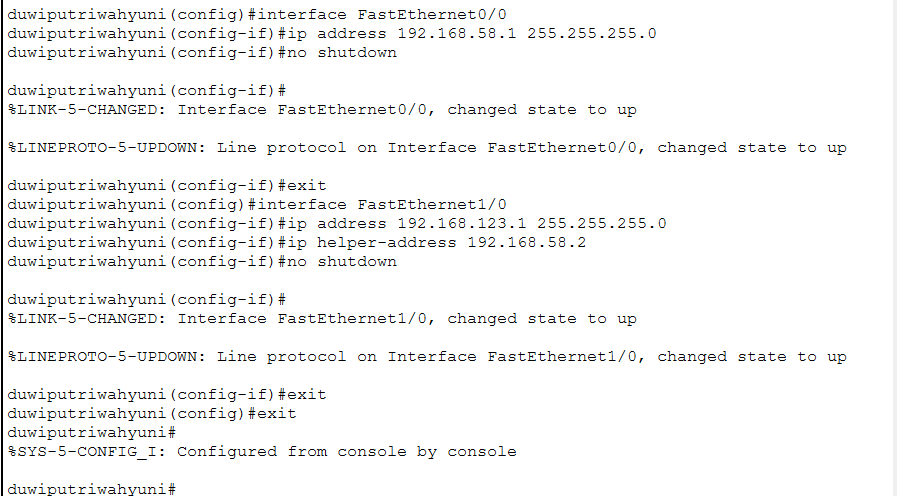 duwiputriwahyuni(config)#interface FastEthernet0/0
duwiputriwahyuni(config-if)#ip address 192.168.58.1 255.255.255.0
duwiputriwahyuni(config-if)#no shutdown
duwiputriwahyuni(config-if)#
%LINK-5-CHANGED: Interface FastEthernet0/0, changed state to up
%LINEPROTO-5-UPDOWN: Line protocol on Interface FastEthernet0/0, changed state to up
duwiputriwahyuni(config-if)#exit
duwiputriwahyuni(config)#interface FastEthernet1/0
duwiputriwahyuni(config-if)#ip address 192.168.123.1 255.255.255.0
duwiputriwahyuni(config-if)#ip helper-address 192.168.58.2
duwiputriwahyuni(config-if)#no shutdown
duwiputriwahyuni(config-if)#
%LINK-5-CHANGED: Interface FastEthernet1/0, changed state to up
%LINEPROTO-5-UPDOWN: Line protocol on Interface FastEthernet1/0, changed state to up
duwiputriwahyuni(config-if)#exit
duwiputriwahyuni(config)#exit
duwiputriwahyuni#
%SYS-5-CONFIG_I: Configured from console by console
duwiputriwahyuni#